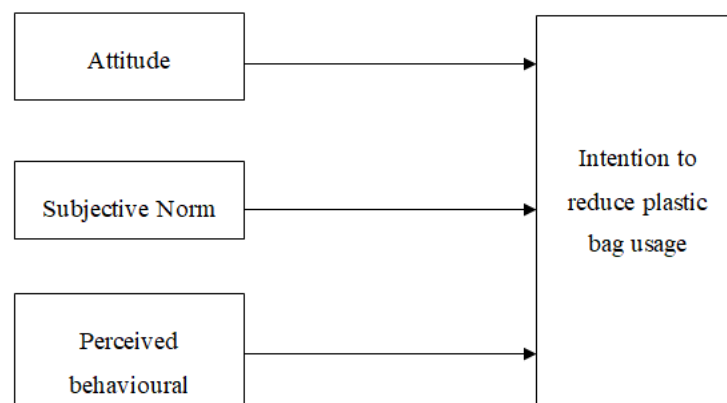 Attitude
Subjective Norm
Perceived
behavioural
Intention to
reduce plastic
bag usage